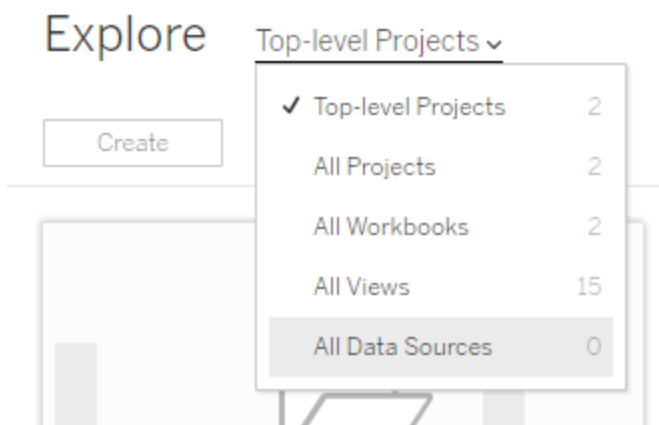 Explore Top-level Projects
Create
✓ Top-level Projects 2
All Projects 2
All Workbooks 2
All Views 15
All Data Sources 0